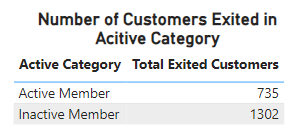 Number of Customers Exited in
Acitive Category
Active Category Total Exited Customers
Active Member 735
Inactive Member 1302